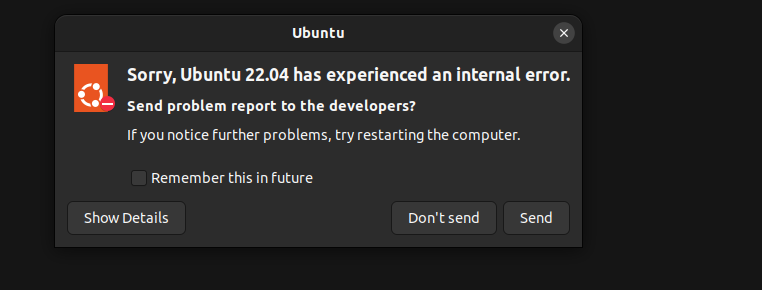 Ubuntu
Sorry, Ubuntu 22.04 has experienced an internal error.
Send problem report to the developers?
If you notice further problems, try restarting the computer.
Remember this in future
Show Details
Don't send
Send